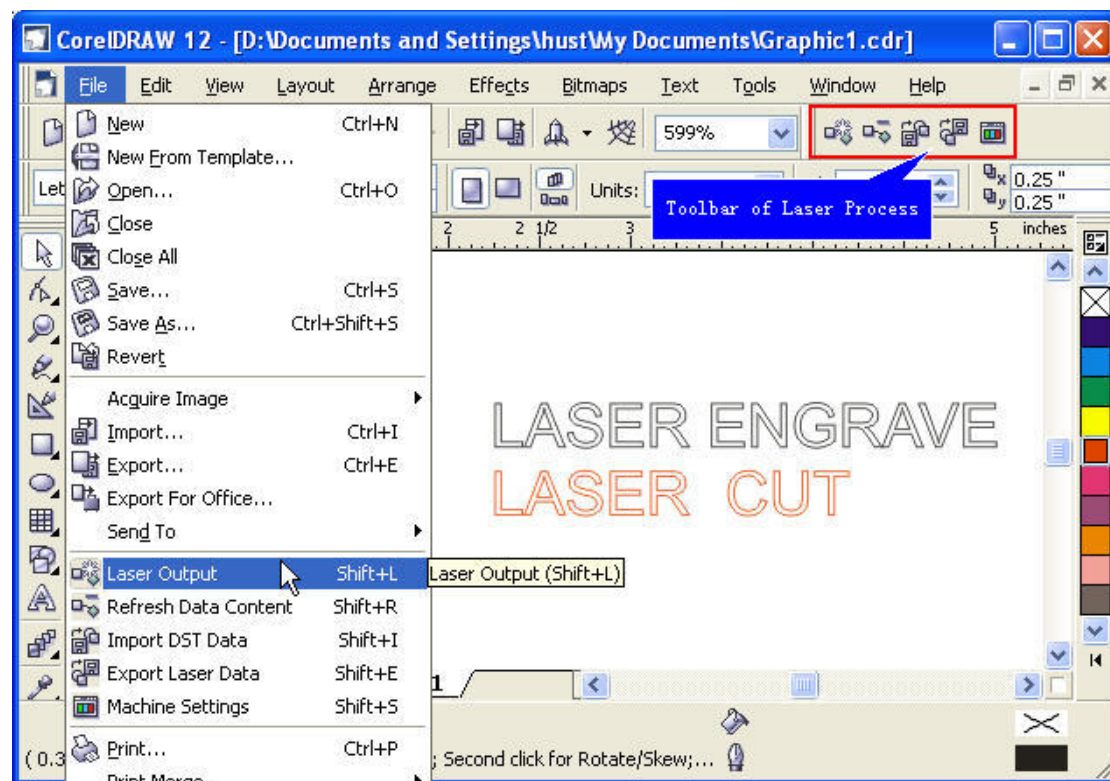 CorelDRAW 12 - [D:\Documents and Settings\hust\My Documents\Graphic1.cdr]
File Edit View Layout Arrange Effects Bitmaps Text Tools Window Help
599%
Let
Units:
0.25 "
0.25 "
Toolbar of Laser Process
2 2 1/2 3 5 inches
New Ctrl+N
New From Template...
Open... Ctrl+O
Close
Close All
Save... Ctrl+S
Save As... Ctrl+Shift+S
Revert
Acquire Image
Import... Ctrl+I
Export... Ctrl+E
Export For Office...
Send To
Laser Output Shift+L
Refresh Data Content Shift+R
Import DST Data Shift+I
Export Laser Data Shift+E
Machine Settings Shift+S
Print... Ctrl+P
Print Merge
Laser Output (Shift+L)
LASER ENGRAVE
LASER CUT
1
( 0.3
; Second click for Rotate/Skew;...